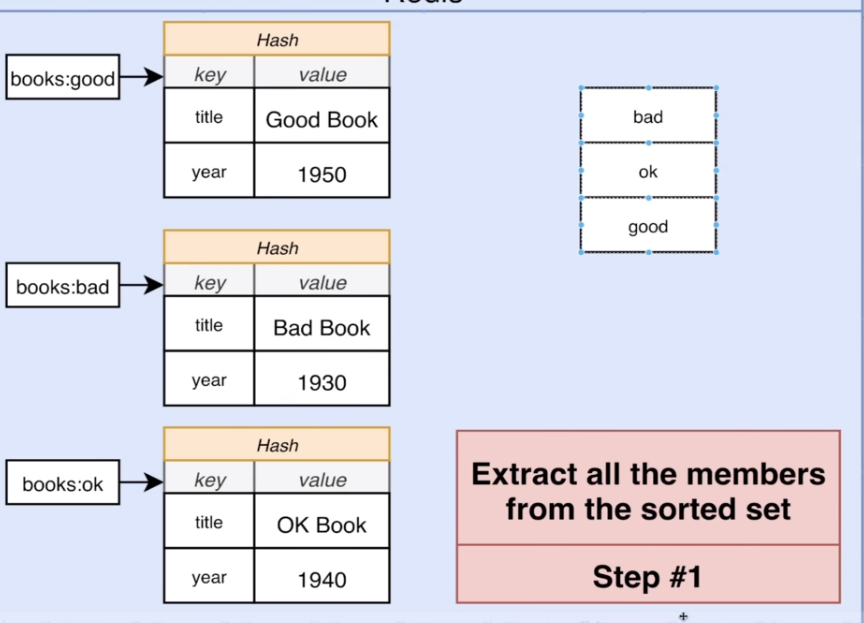 Hash
books:good
key value
title Good Book
year 1950
bad
ok
good
Hash
books:bad
key value
title Bad Book
year 1930
Hash
books:ok
key value
title OK Book
year 1940
Extract all the members
from the sorted set
Step #1